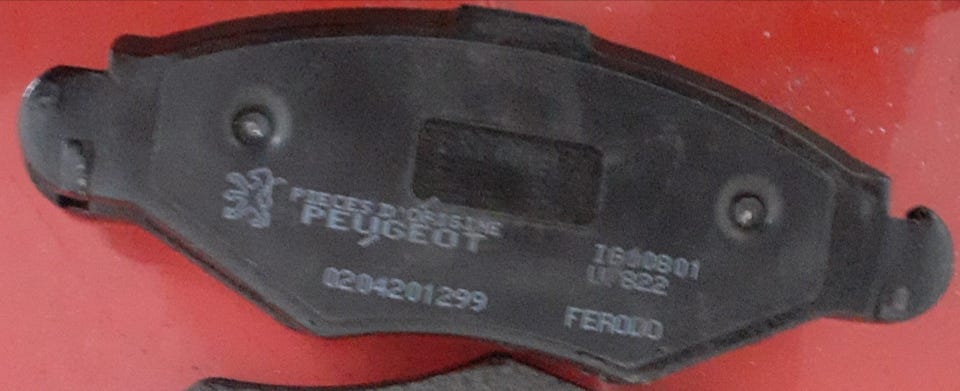 PIECES D'ORIGINE
PEUGEOT
0204201299
FERODO